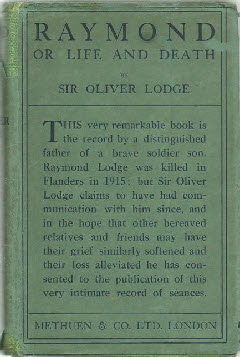 RAYMOND
OR LIFE AND DEATH
BY
SIR OLIVER LODGE
THIS very remarkable book is
the record by a distinguished
father of a brave soldier son.
Raymond Lodge was killed in
Flanders in 1915: but Sir Oliver
Lodge claims to have had com-
munication with him since, and
in the hope that other bereaved
relatives and friends may have
their grief similarly softened and
their loss alleviated he has con-
sented to the publication of this
very intimate record of seances.
METHUEN & CO. LTD. LONDON